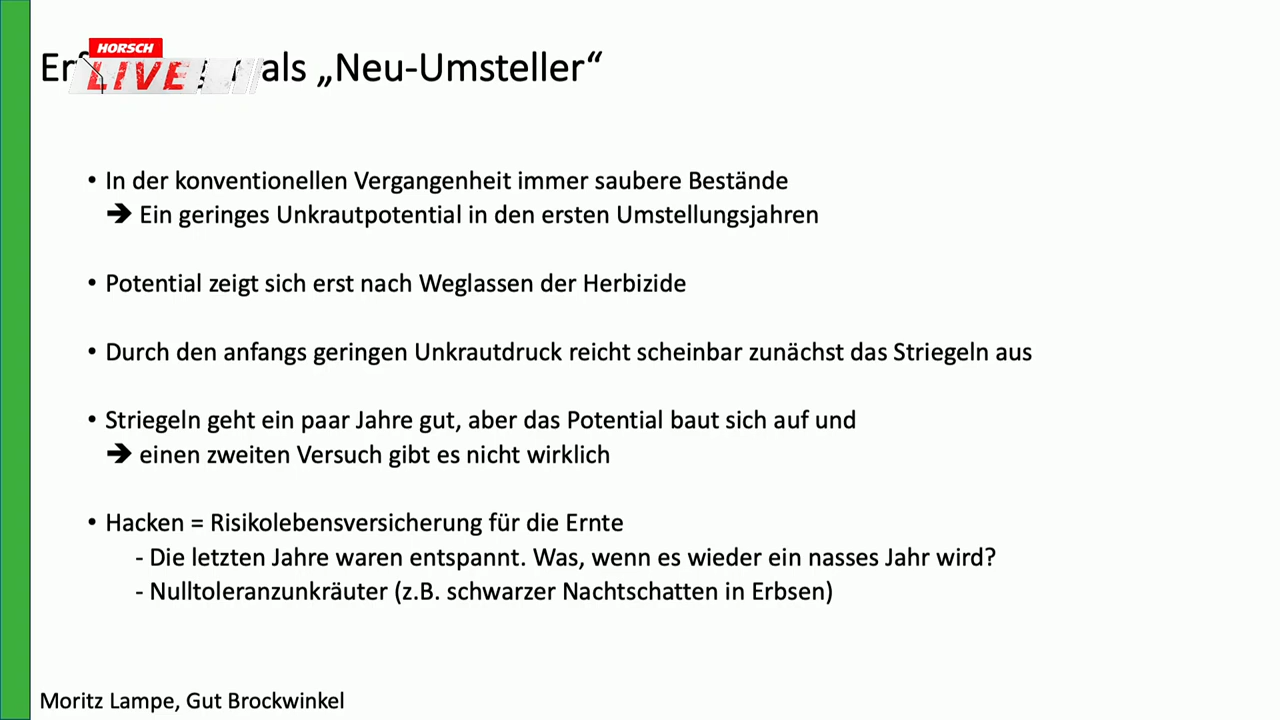 HORSCH
LIVE
als „Neu-Umsteller“
• In der konventionellen Vergangenheit immer saubere Bestände
➔ Ein geringes Unkrautpotential in den ersten Umstellungsjahren
• Potential zeigt sich erst nach Weglassen der Herbizide
• Durch den anfangs geringen Unkrautdruck reicht scheinbar zunächst das Striegeln aus
• Striegeln geht ein paar Jahre gut, aber das Potential baut sich auf und
➔ einen zweiten Versuch gibt es nicht wirklich
• Hacken = Risikolebensversicherung für die Ernte
- Die letzten Jahre waren entspannt. Was, wenn es wieder ein nasses Jahr wird?
- Nulltoleranzunkräuter (z.B. schwarzer Nachtschatten in Erbsen)
Moritz Lampe, Gut Brockwinkel